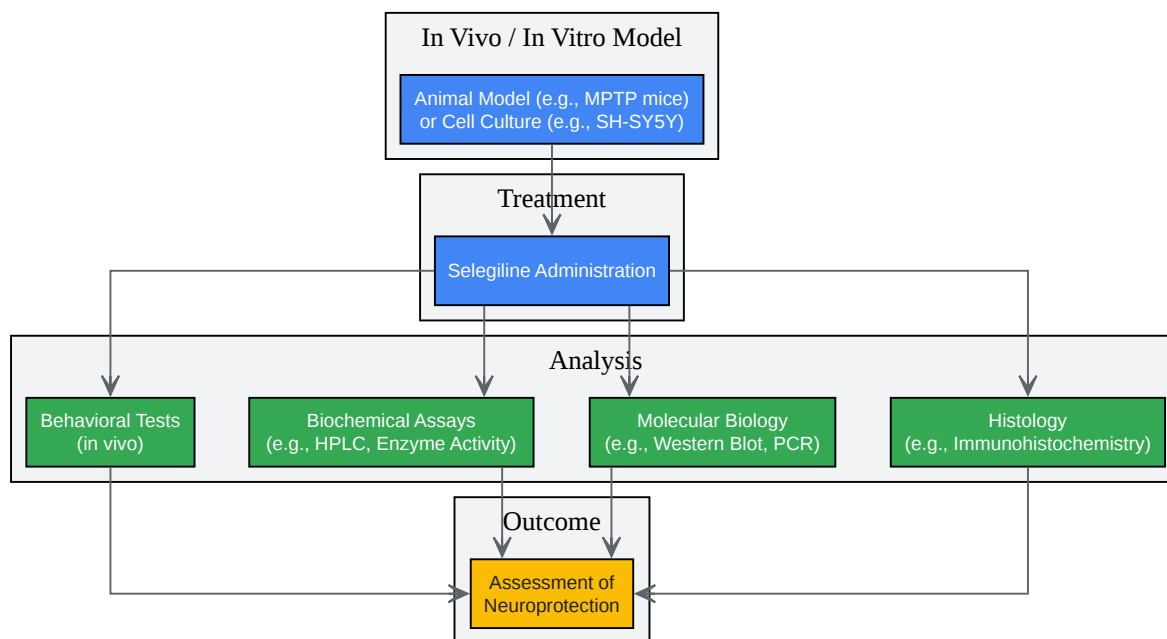 In Vivo / In Vitro Model
Animal Model (e.g., MPTP mice)
or Cell Culture (e.g., SH-SY5Y)
Treatment
Selegiline Administration
Analysis
Behavioral Tests
(in vivo)
Biochemical Assays
(e.g., HPLC, Enzyme Activity)
Molecular Biology
(e.g., Western Blot, PCR)
Histology
(e.g., Immunohistochemistry)
Outcome
Assessment of
Neuroprotection